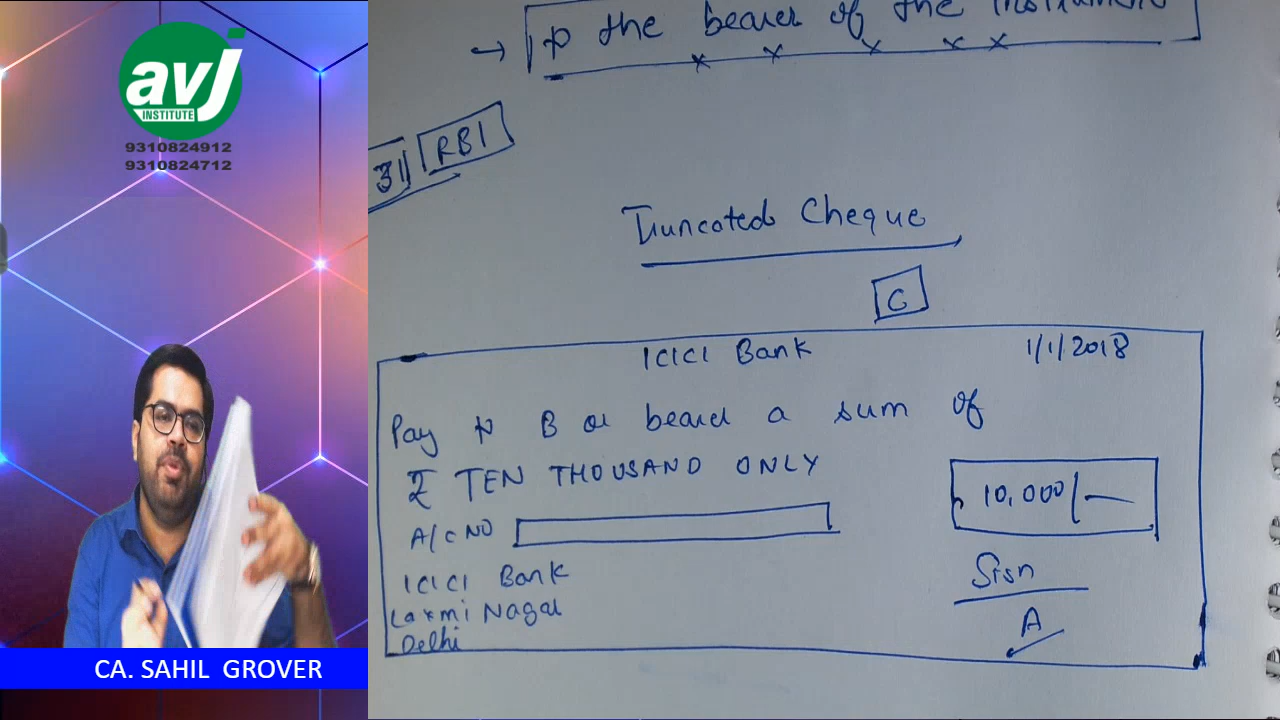 avj
INSTITUTE
9310824912
9310824712
CA. SAHIL GROVER
→ to the bearer of the instrument
31 RBI
Truncated Cheque
C
ICICI Bank 1/1/2018
Pay to B or bearer a sum of
₹ TEN THOUSAND ONLY
10,000/-
A/C NO
ICICI Bank
Laxmi Nagar
Delhi
Sign
A